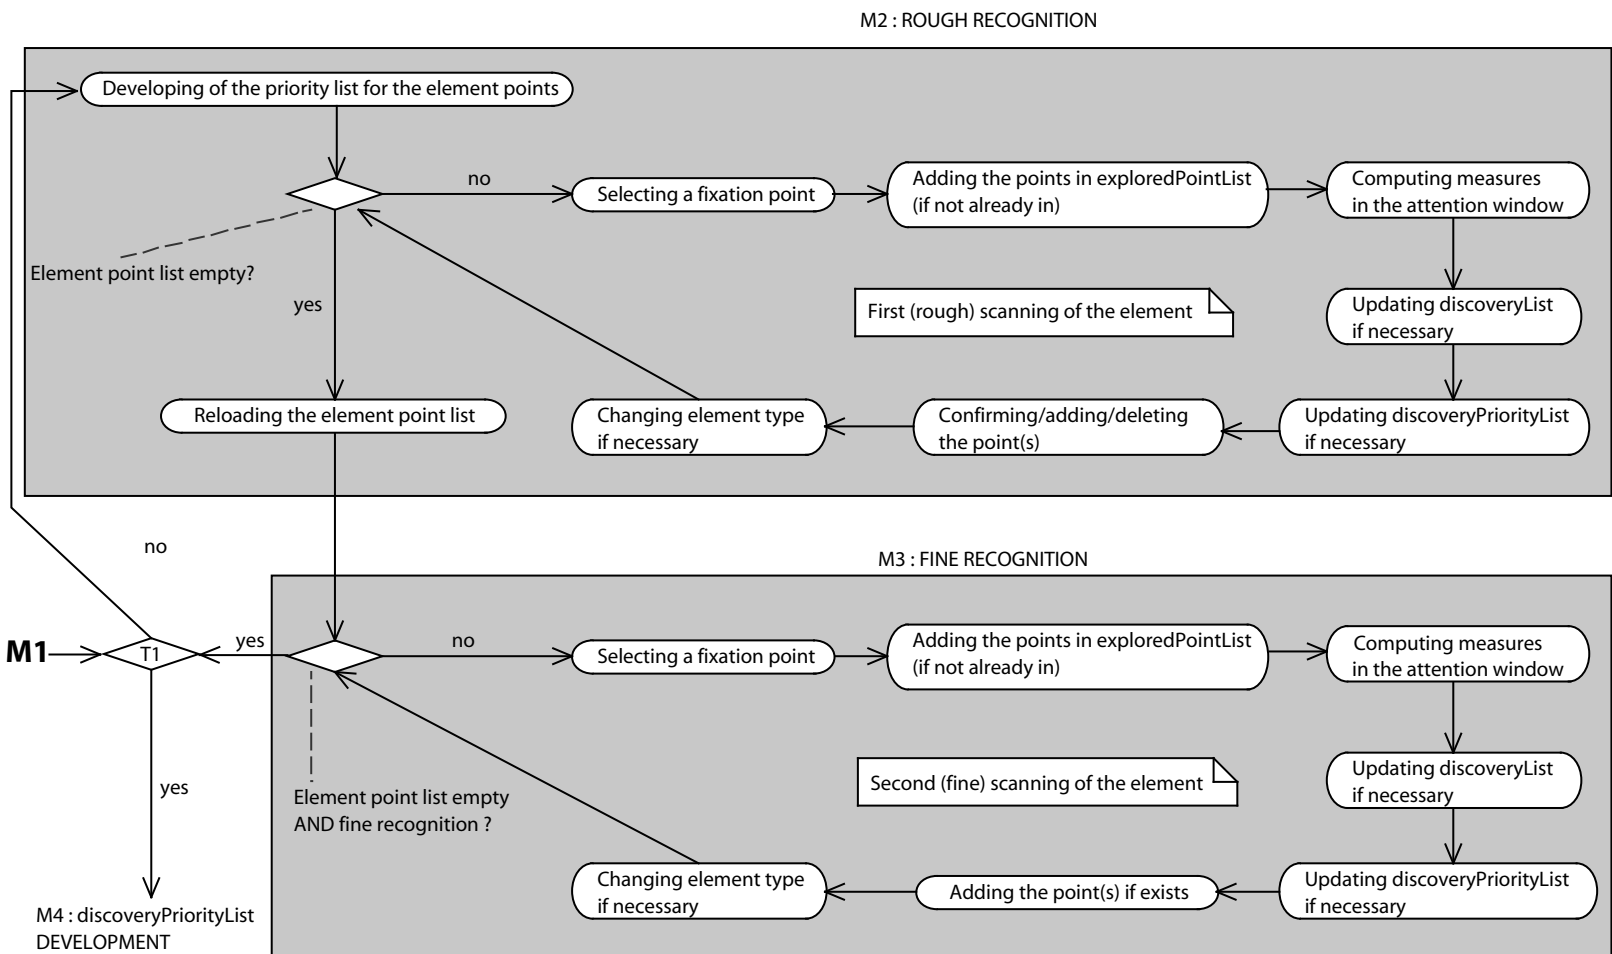 M2 : ROUGH RECOGNITION
Developing of the priority list for the element points
no
Selecting a fixation point
Adding the points in exploredPointList
(if not already in)
Computing measures
in the attention window
Element point list empty?
yes
First (rough) scanning of the element
Updating discoveryList
if necessary
Reloading the element point list
Changing element type
if necessary
Confirming/adding/deleting
the point(s)
Updating discoveryPriorityList
if necessary
no
M3 : FINE RECOGNITION
M1
T1
yes
no
Selecting a fixation point
Adding the points in exploredPointList
(if not already in)
Computing measures
in the attention window
yes
Element point list empty
AND fine recognition ?
Second (fine) scanning of the element
Updating discoveryList
if necessary
Changing element type
if necessary
Adding the point(s) if exists
Updating discoveryPriorityList
if necessary
M4 : discoveryPriorityList
DEVELOPMENT